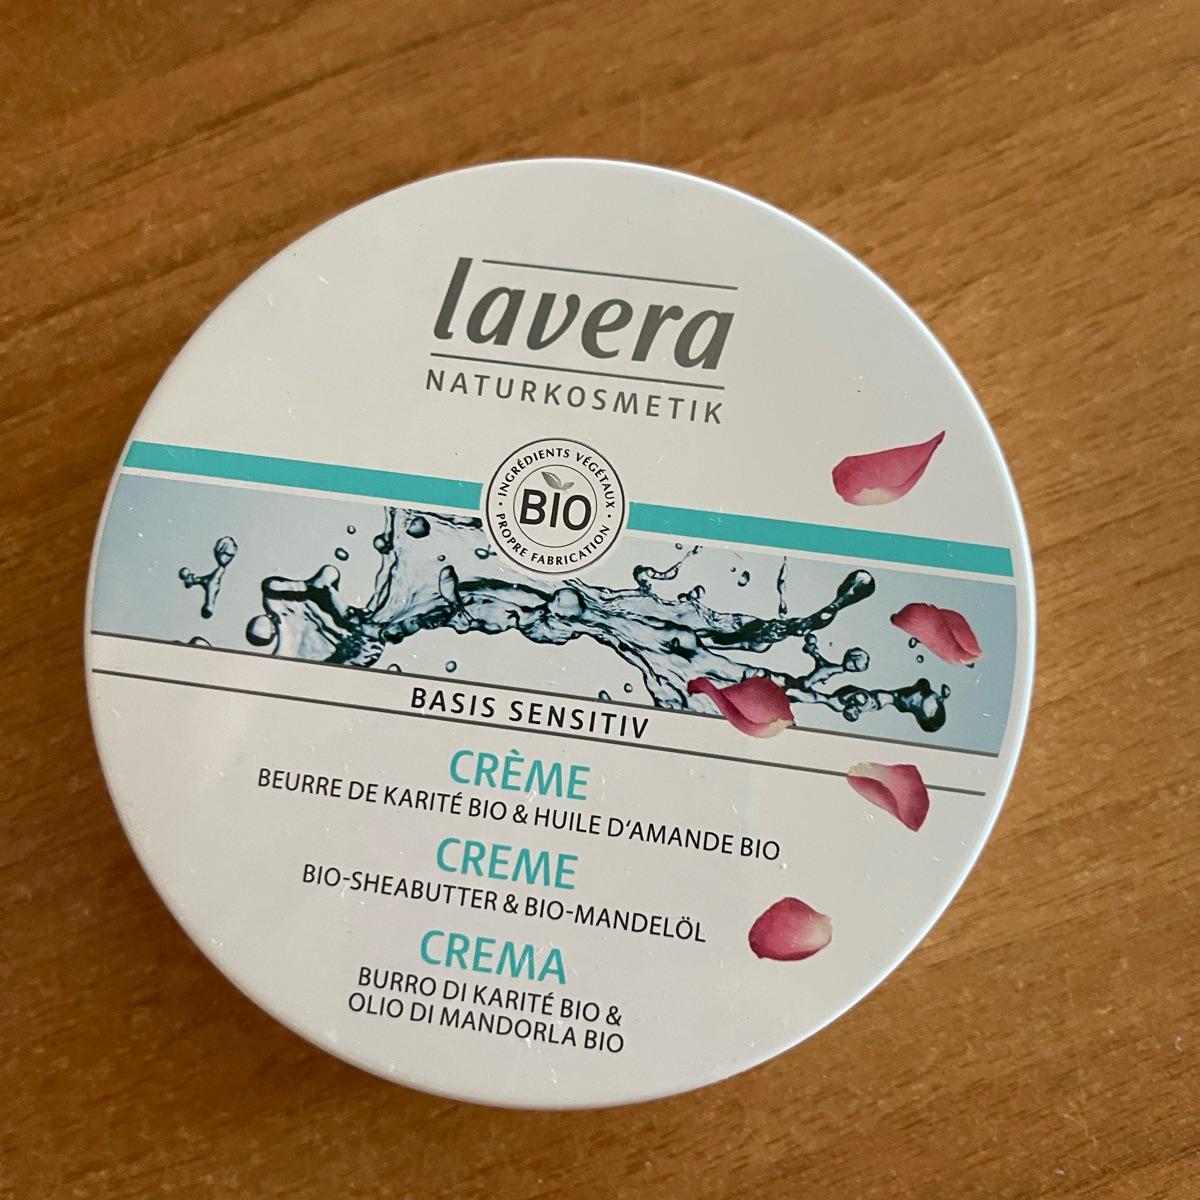 lavera
NATURKOSMETIK
INGRÉDIENTS VÉGÉTAUX
BIO
PROPRE FABRICATION
BASIS SENSITIV
CRÈME
BEURRE DE KARITÉ BIO & HUILE D'AMANDE BIO
CREME
BIO-SHEABUTTER & BIO-MANDELÖL
CREMA
BURRO DI KARITÉ BIO &
OLIO DI MANDORLA BIO